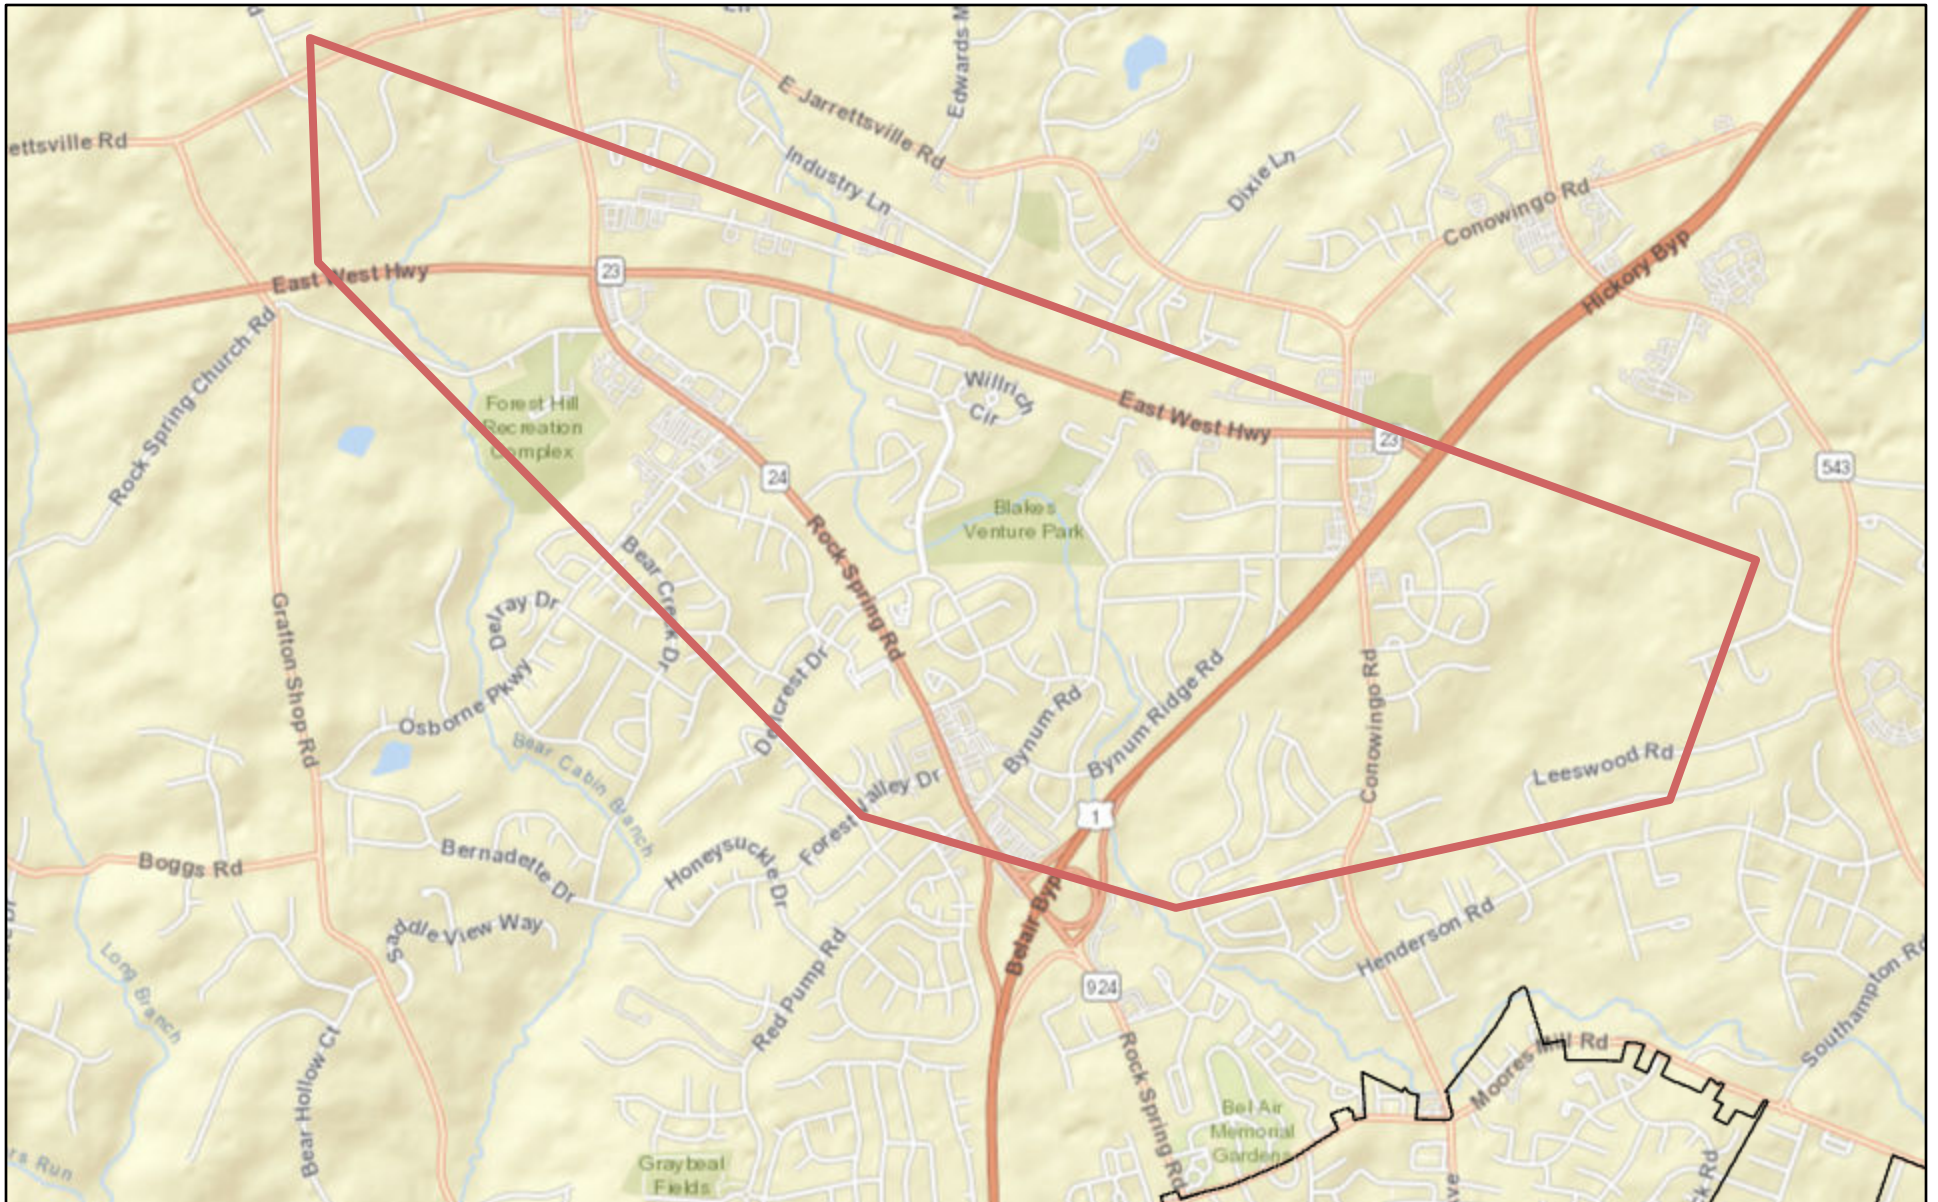 Edwards M
E Jarrettsville Rd
ettsville Rd
Industry Ln
Dixie Ln
Conowingo Rd
Hickory Byp
East West Hwy
23
Rock Spring Church Rd
Forest Hill
Recreation
Complex
Willrich
Cir
East West Hwy
23
543
24
Blakes
Venture Park
Rock Spring Rd
Bear Creek Dr
Delray Dr
Grafton Shop Rd
Osborne Pkwy
Delcrest Dr
Bynum Rd
Bynum Ridge Rd
Conowingo Rd
Leeswood Rd
Bear Cabin Branch
Forest Valley Dr
1
Boggs Rd
Bernadette Dr
Honeysuckle Dr
Saddle View Way
Belair Byp
Henderson Rd
Long Branch
Red Pump Rd
924
Southampton Rd
Moores Mill Rd
Bear Hollow Ct
Rock Spring Rd
Bel Air
Memorial
Gardens
rs Run
Graybeal
Fields
ve
k Rd